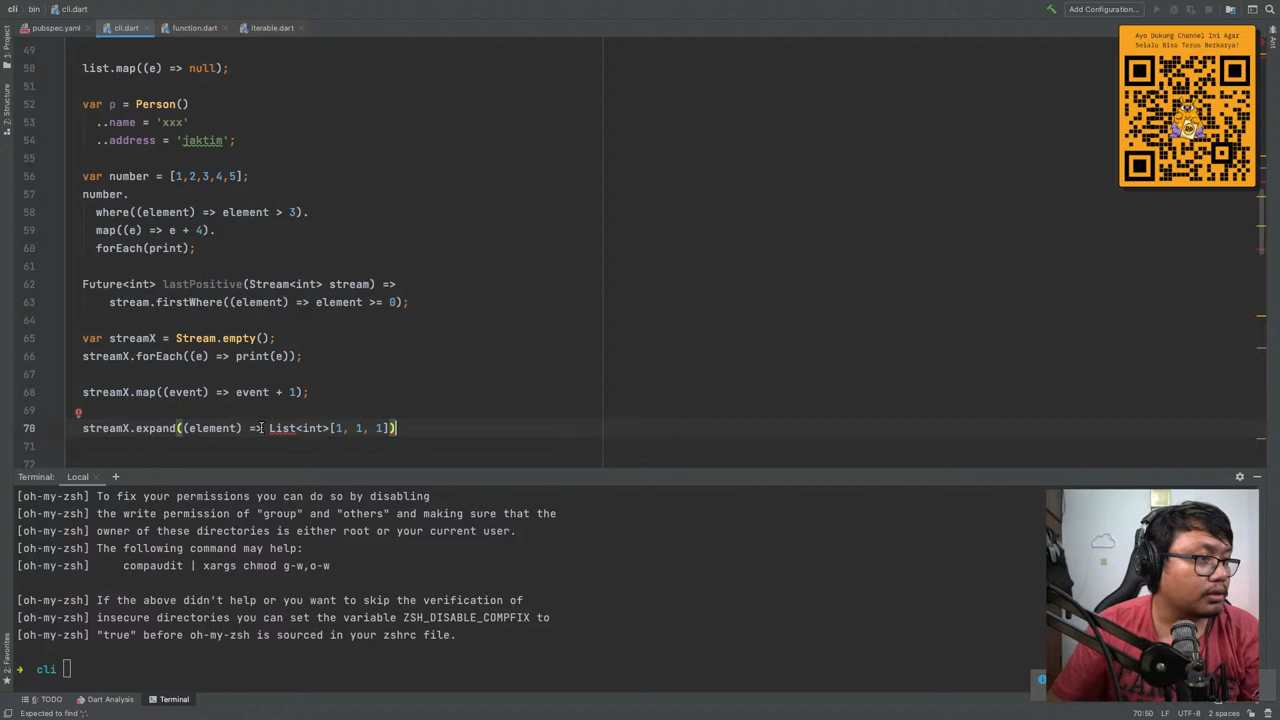 cli
bin
cli.dart
Add Configuration...
pubspec.yaml
cli.dart
function.dart
iterable.dart
1: Project
7: Structure
2: Favorites
Ant
Ayo Dukung Channel Ini Agar
Selalu Bisa Terus Berkarya!
49
50 list.map((e) => null);
51
52 var p = Person()
53 ..name = 'xxx'
54 ..address = 'jaktim';
55
56 var number = [1,2,3,4,5];
57 number.
58 where((element) => element > 3).
59 map((e) => e + 4).
60 forEach(print);
61
62 Future<int> lastPositive(Stream<int> stream) =>
63 stream.firstWhere((element) => element >= 0);
64
65 var streamX = Stream.empty();
66 streamX.forEach((e) => print(e));
67
68 streamX.map((event) => event + 1);
69
70 streamX.expand((element) => List<int>[1, 1, 1])
71
72
Terminal: Local
[oh-my-zsh] To fix your permissions you can do so by disabling
[oh-my-zsh] the write permission of "group" and "others" and making sure that the
[oh-my-zsh] owner of these directories is either root or your current user.
[oh-my-zsh] The following command may help:
[oh-my-zsh] compaudit | xargs chmod g-w,o-w
[oh-my-zsh] If the above didn't help or you want to skip the verification of
[oh-my-zsh] insecure directories you can set the variable ZSH_DISABLE_COMPFIX to
[oh-my-zsh] "true" before oh-my-zsh is sourced in your zshrc file.
cli
6: TODO
Dart Analysis
Terminal
Expected to find ';'.
70:50 LF UTF-8 2 spaces